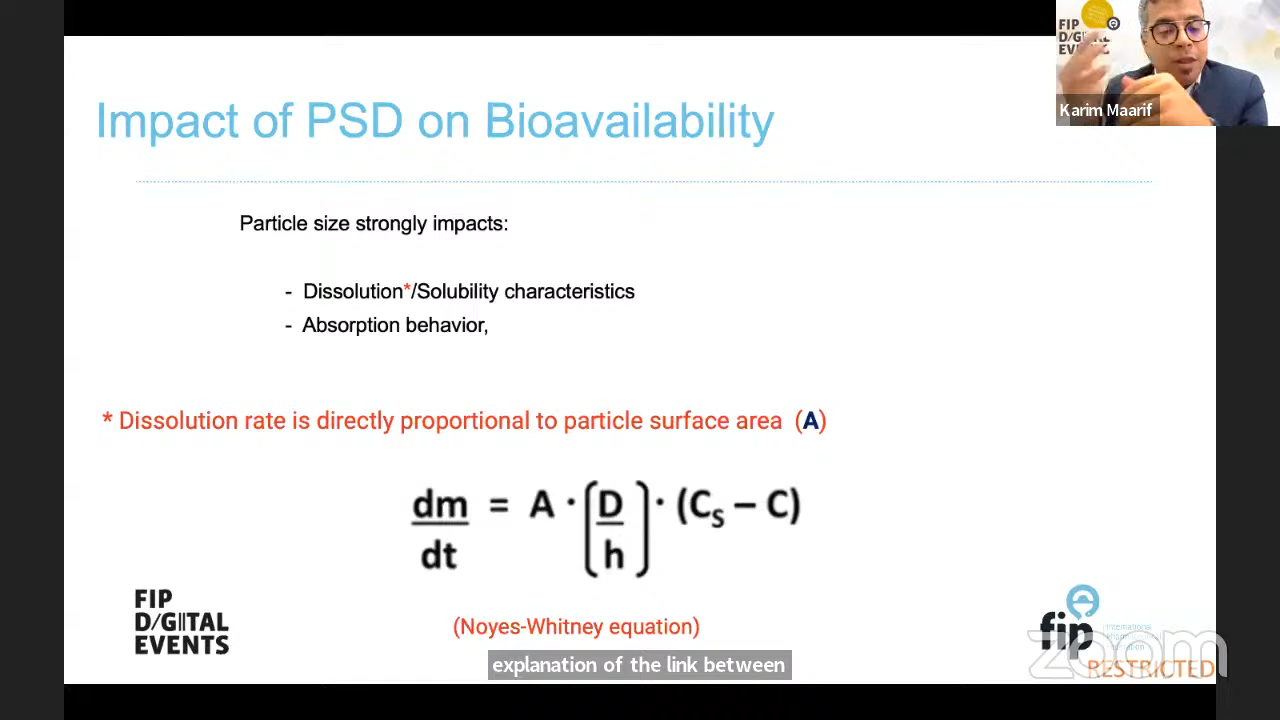 Impact of PSD on Bioavailability
FIP
D/GITAL
EVENTS
Karim Maarif
Particle size strongly impacts:
- Dissolution*/Solubility characteristics
- Absorption behavior,
* Dissolution rate is directly proportional to particle surface area (A)
dm/dt = A · [D/h] · (Cs – C)
FIP
D/GITAL
EVENTS
(Noyes-Whitney equation)
fip
zoom
RESTRICTED
explanation of the link between